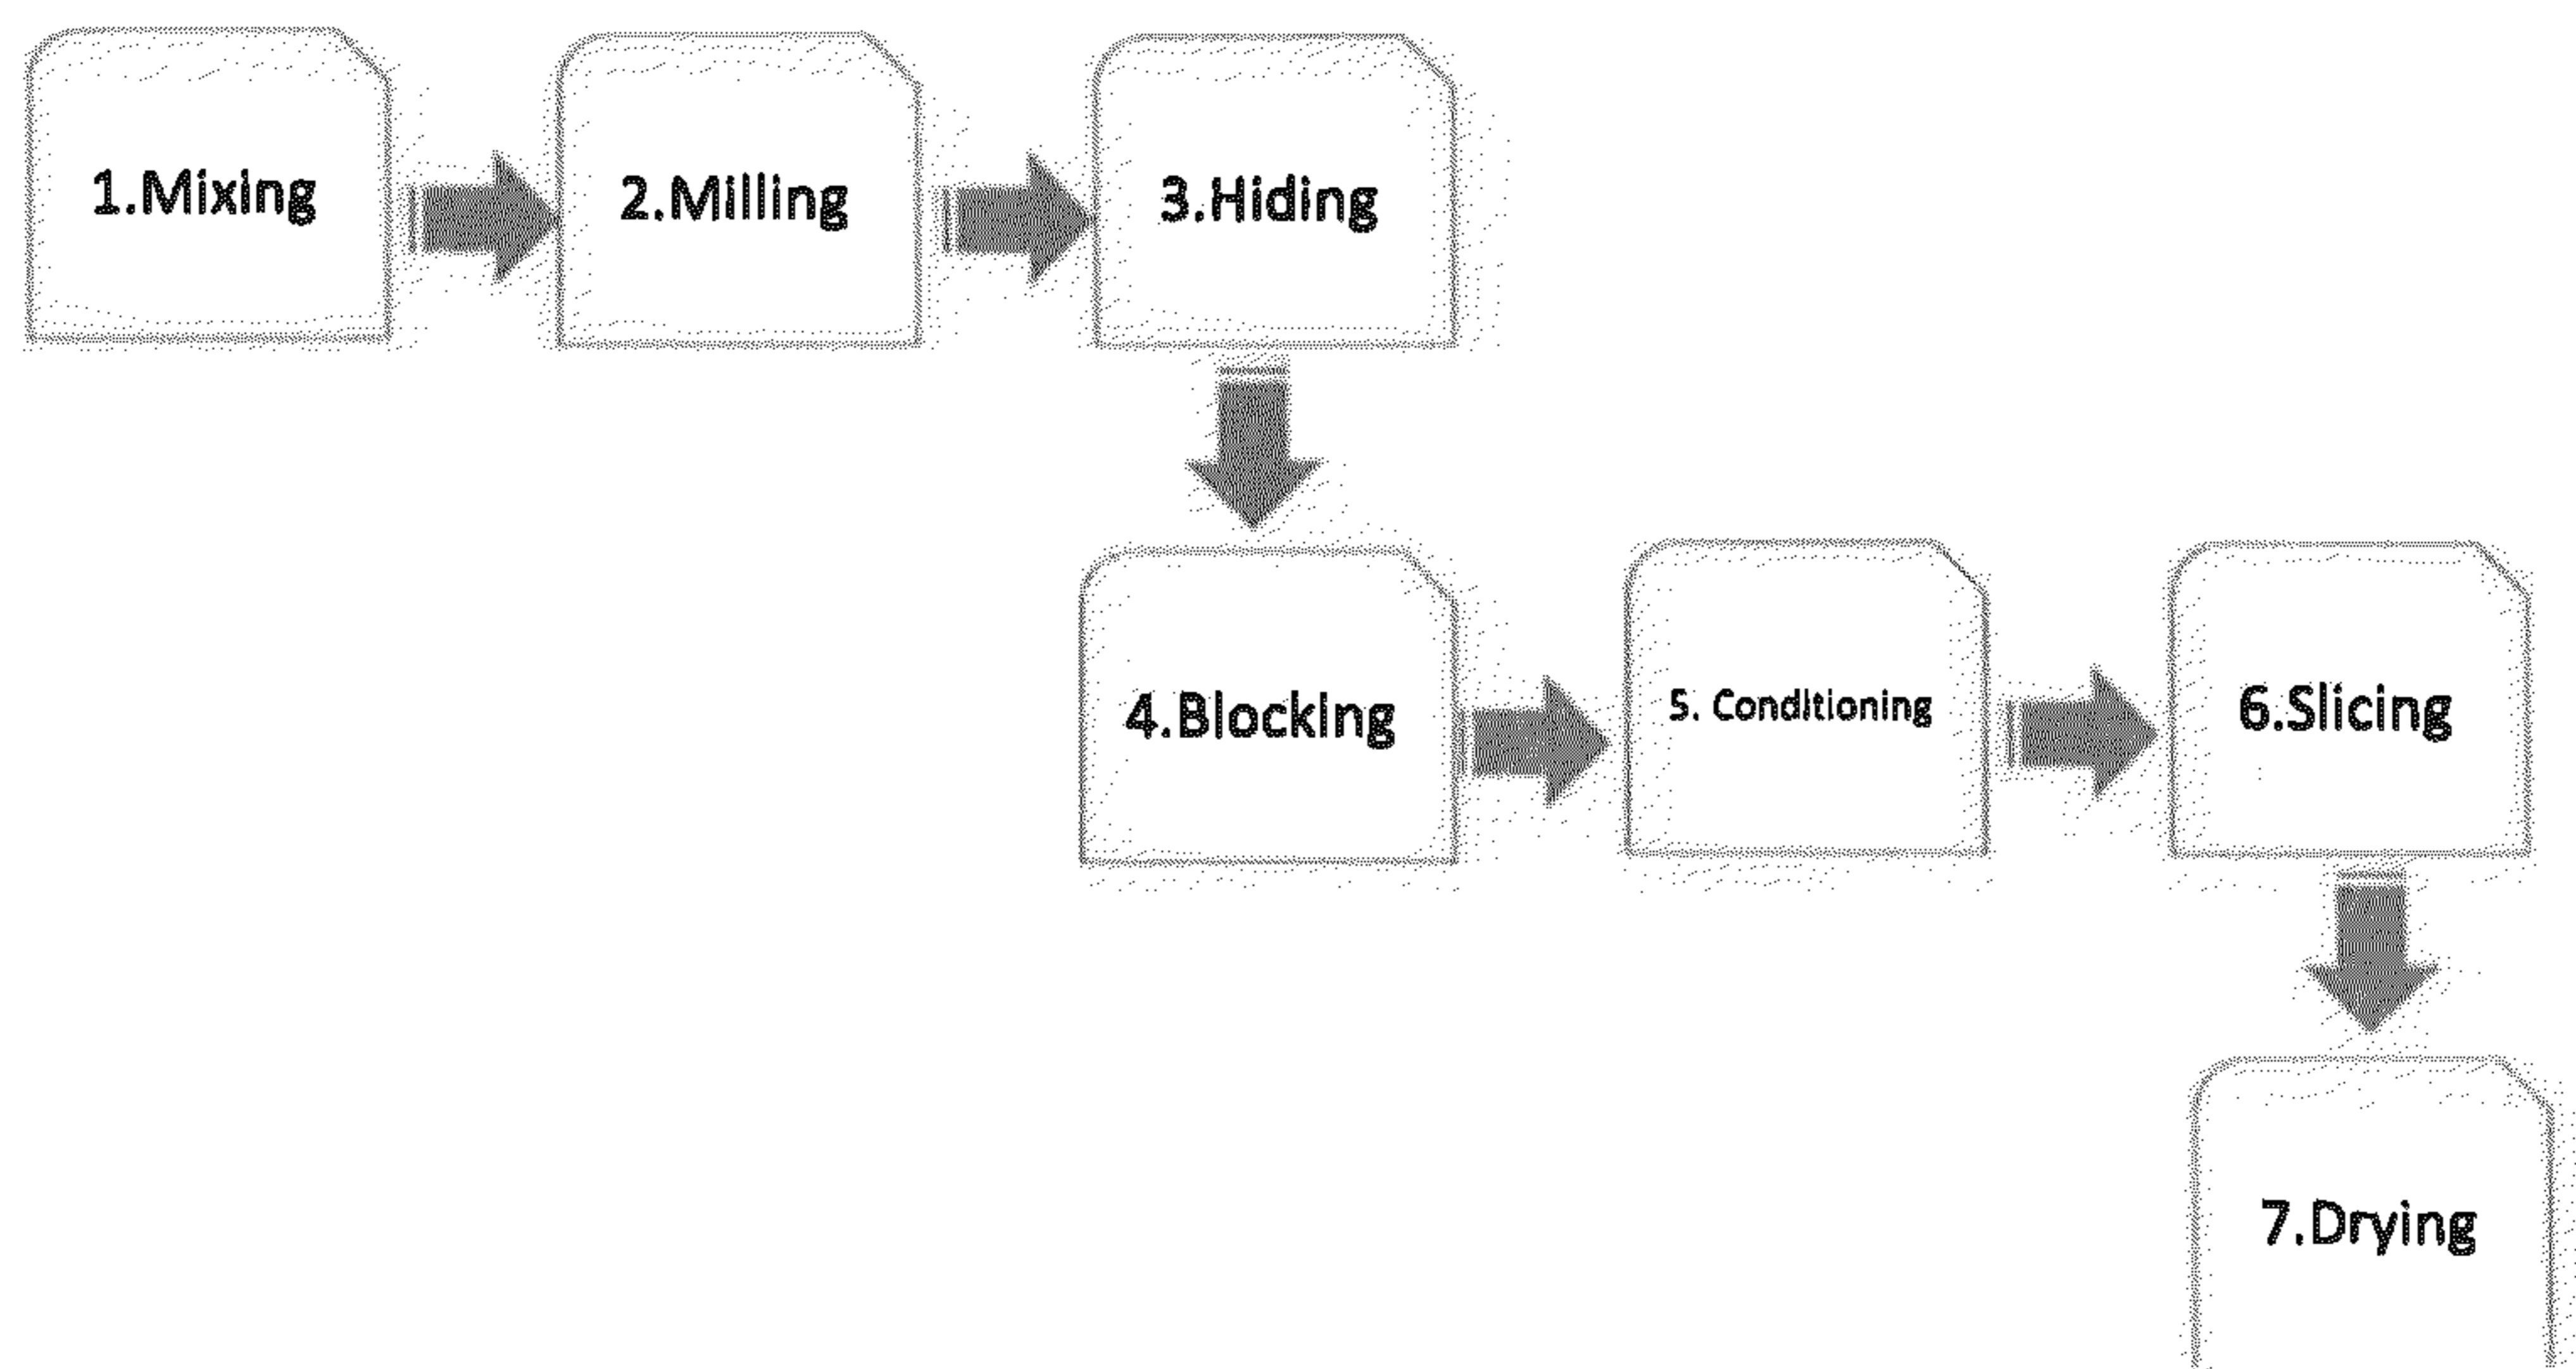 1.Mixing
2.Milling
3.Hiding
4.Blocking
5. Conditioning
6.Slicing
7.Drying